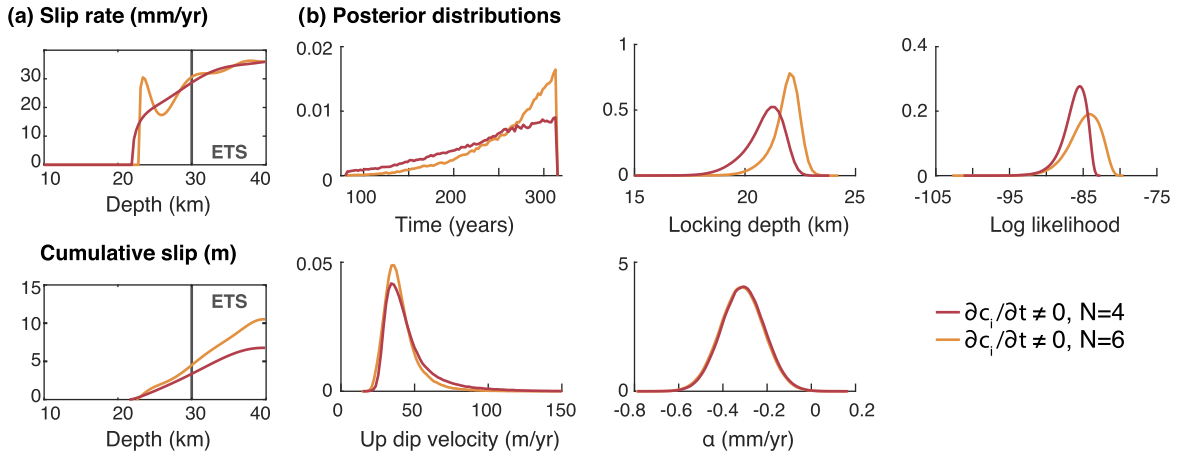 (a) Slip rate (mm/yr)
30
20
10
0
10 20 30 40
ETS
Depth (km)
Cumulative slip (m)
15
10
5
0
10 20 30 40
ETS
Depth (km)
(b) Posterior distributions
0.02
0.01
0
100 200 300
Time (years)
1
0.5
0
15 20 25
Locking depth (km)
0.4
0.2
0
-105 -95 -85 -75
Log likelihood
0.05
0
0 50 100 150
Up dip velocity (m/yr)
5
0
-0.8 -0.6 -0.4 -0.2 0 0.2
α (mm/yr)
∂cᵢ/∂t ≠ 0, N=4
∂cᵢ/∂t ≠ 0, N=6